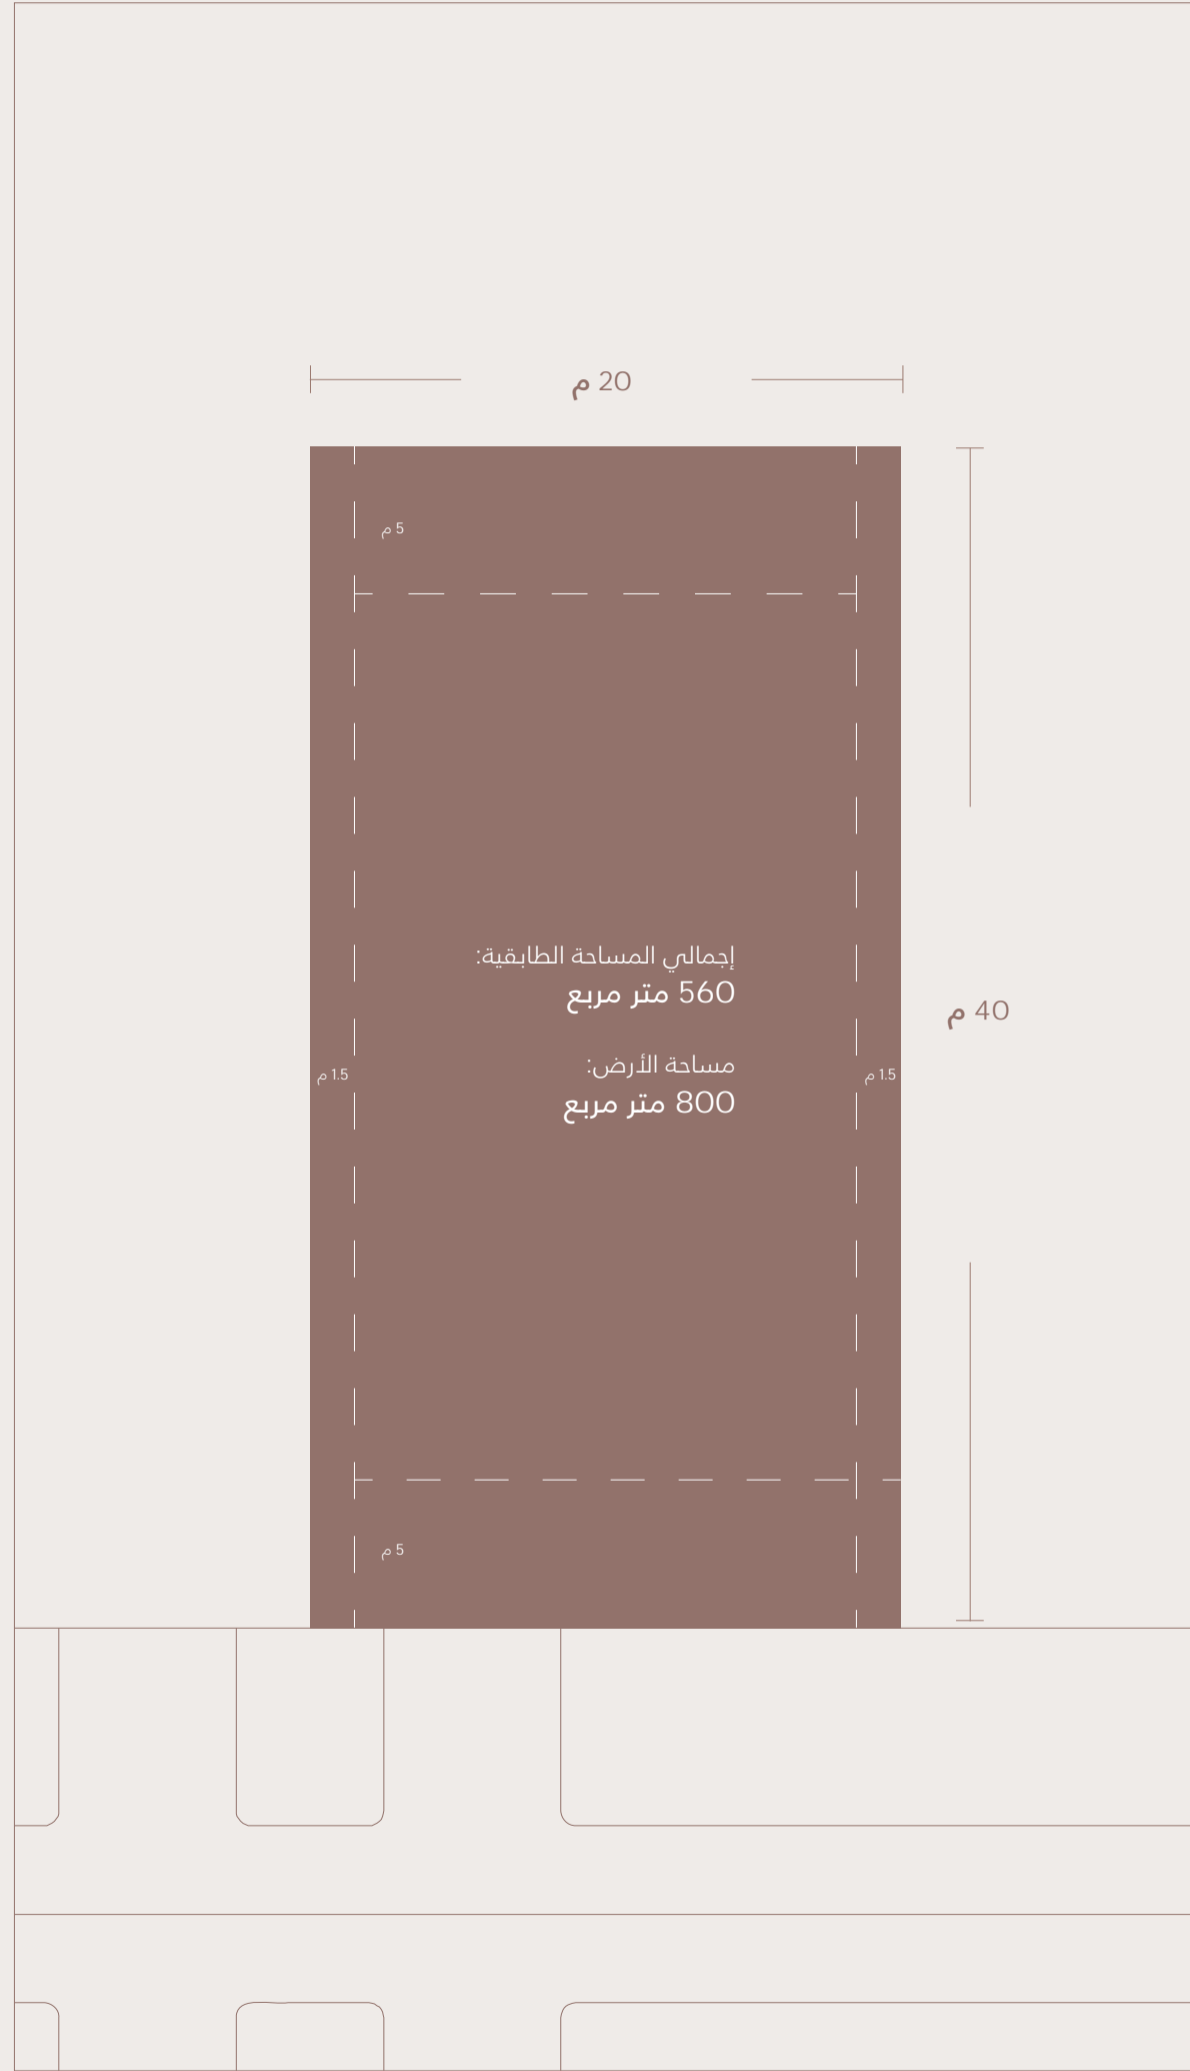 20 م
5 م
إجمالي المساحة الطابقية:
560 متر مربع
40 م
مساحة الأرض:
800 متر مربع
1.5 م
1.5 م
5 م